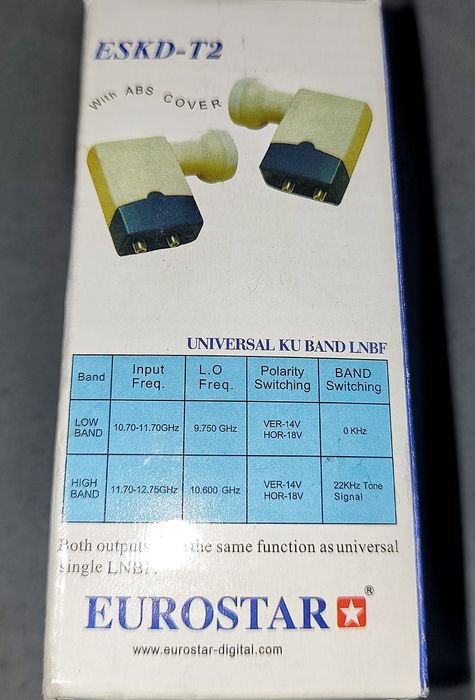 ESKD-T2
With ABS COVER
UNIVERSAL KU BAND LNBF
Band Input Freq. L.O Freq. Polarity Switching BAND Switching
LOW BAND 10.70-11.70GHz 9.750 GHz VER-14V HOR-18V 0 KHz
HIGH BAND 11.70-12.75GHz 10.600 GHz VER-14V HOR-18V 22KHz Tone Signal
Both outputs the same function as universal
single LNBF
EUROSTAR ®
www.eurostar-digital.com